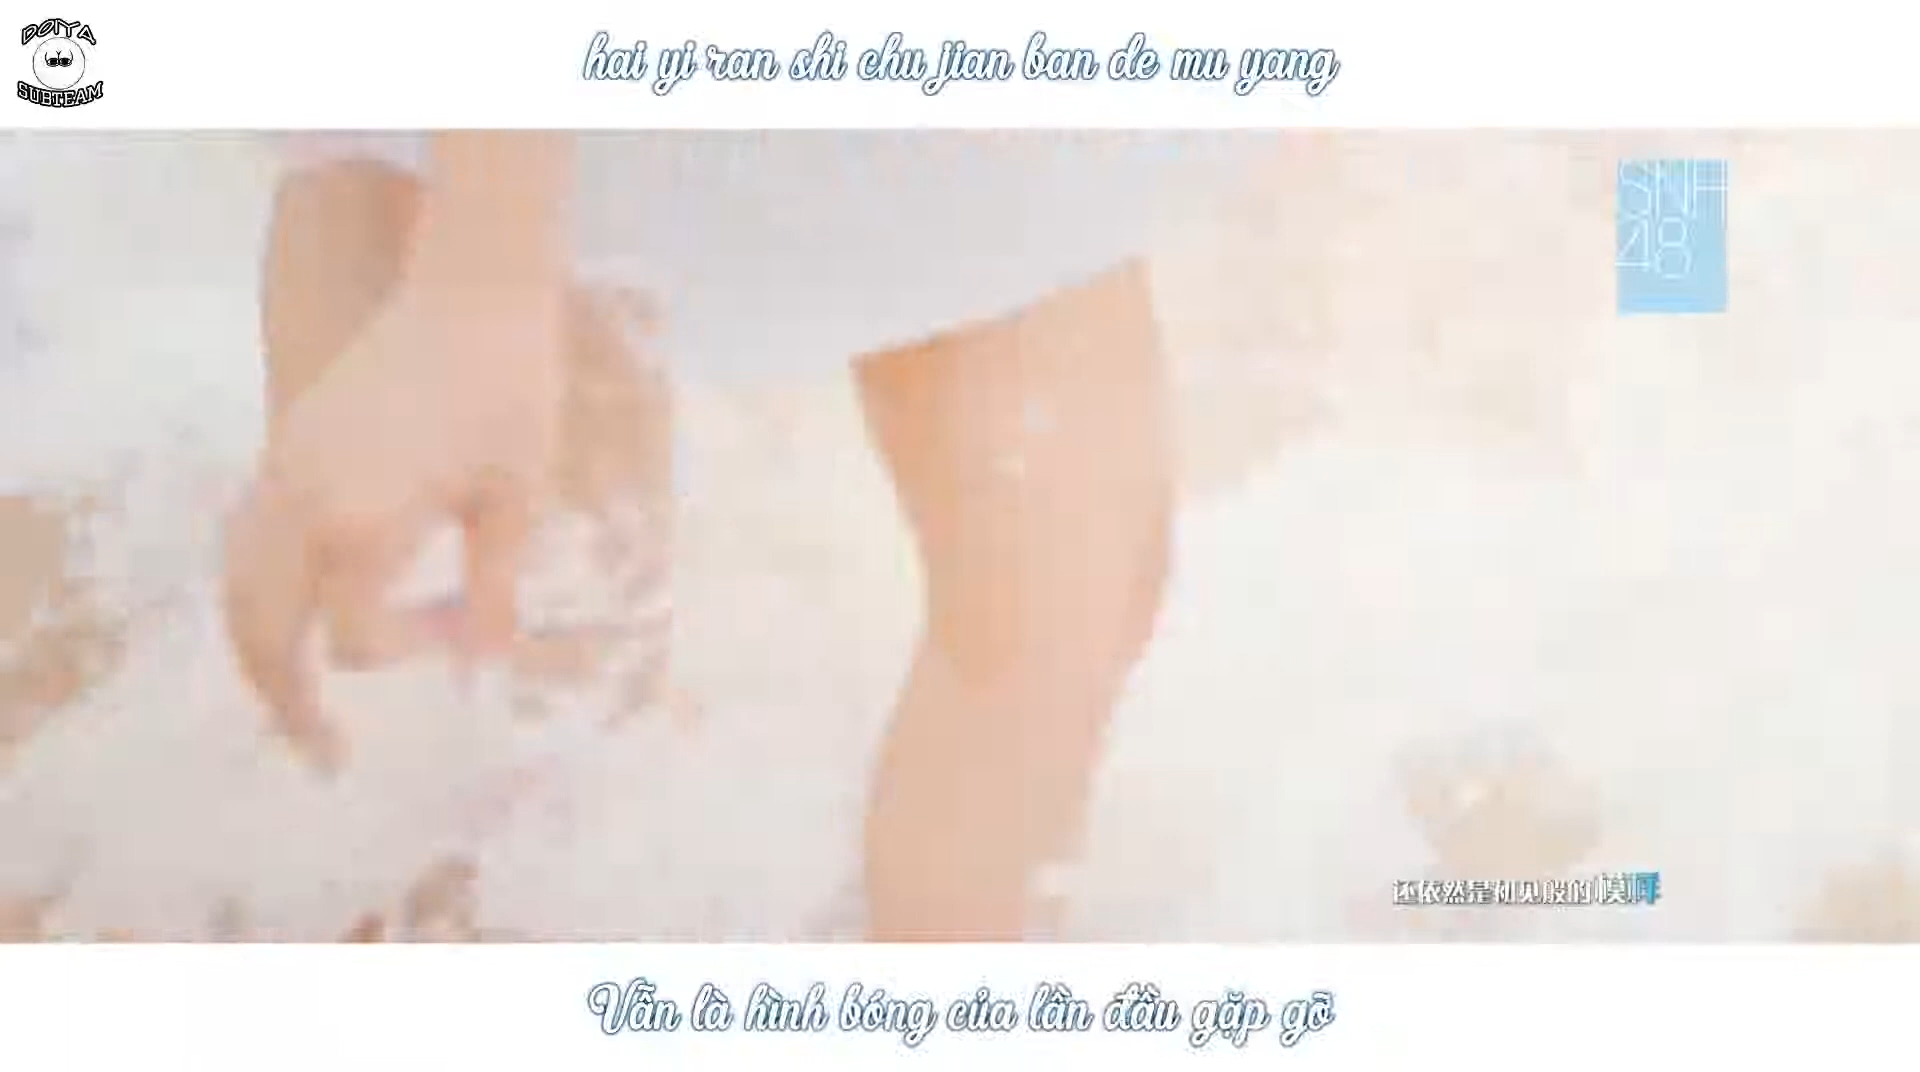 DOIYA
SUBTEAM
hai yi ran shi chu jian ban de mu yang
SNH
48
还依然是初见般的模样
Vẫn là hình bóng của lần đầu gặp gỡ